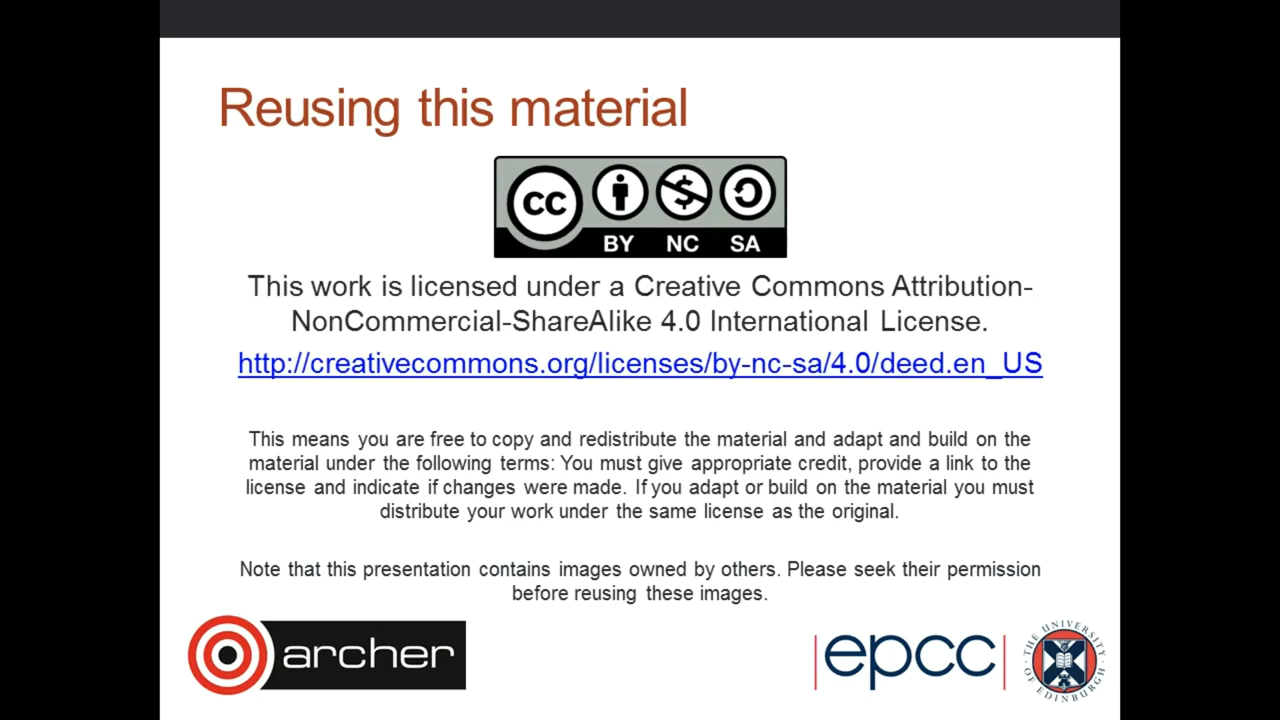 Reusing this material
CC
BY NC SA
This work is licensed under a Creative Commons Attribution-
NonCommercial-ShareAlike 4.0 International License.
http://creativecommons.org/licenses/by-nc-sa/4.0/deed.en_US
This means you are free to copy and redistribute the material and adapt and build on the
material under the following terms: You must give appropriate credit, provide a link to the
license and indicate if changes were made. If you adapt or build on the material you must
distribute your work under the same license as the original.
Note that this presentation contains images owned by others. Please seek their permission
before reusing these images.
archer
epcc
THE UNIVERSITY OF EDINBURGH